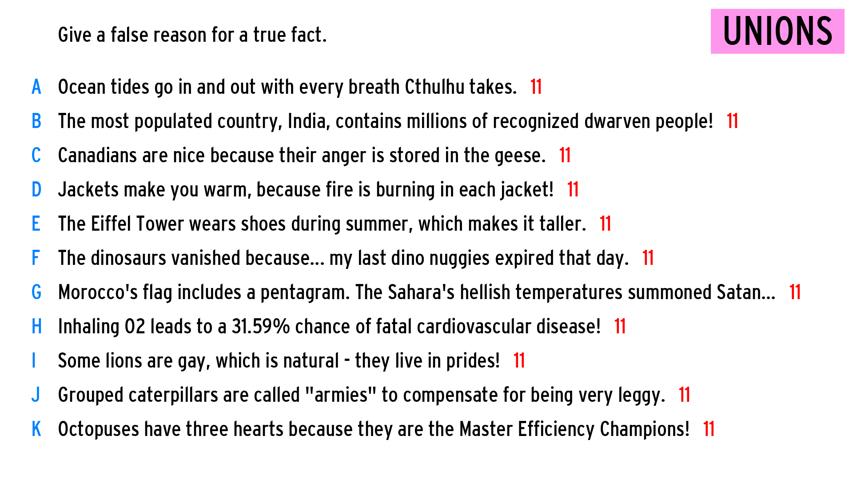 Give a false reason for a true fact.
UNIONS
A Ocean tides go in and out with every breath Cthulhu takes. 11
B The most populated country, India, contains millions of recognized dwarven people! 11
C Canadians are nice because their anger is stored in the geese. 11
D Jackets make you warm, because fire is burning in each jacket! 11
E The Eiffel Tower wears shoes during summer, which makes it taller. 11
F The dinosaurs vanished because... my last dino nuggies expired that day. 11
G Morocco's flag includes a pentagram. The Sahara's hellish temperatures summoned Satan... 11
H Inhaling O2 leads to a 31.59% chance of fatal cardiovascular disease! 11
I Some lions are gay, which is natural - they live in prides! 11
J Grouped caterpillars are called "armies" to compensate for being very leggy. 11
K Octopuses have three hearts because they are the Master Efficiency Champions! 11